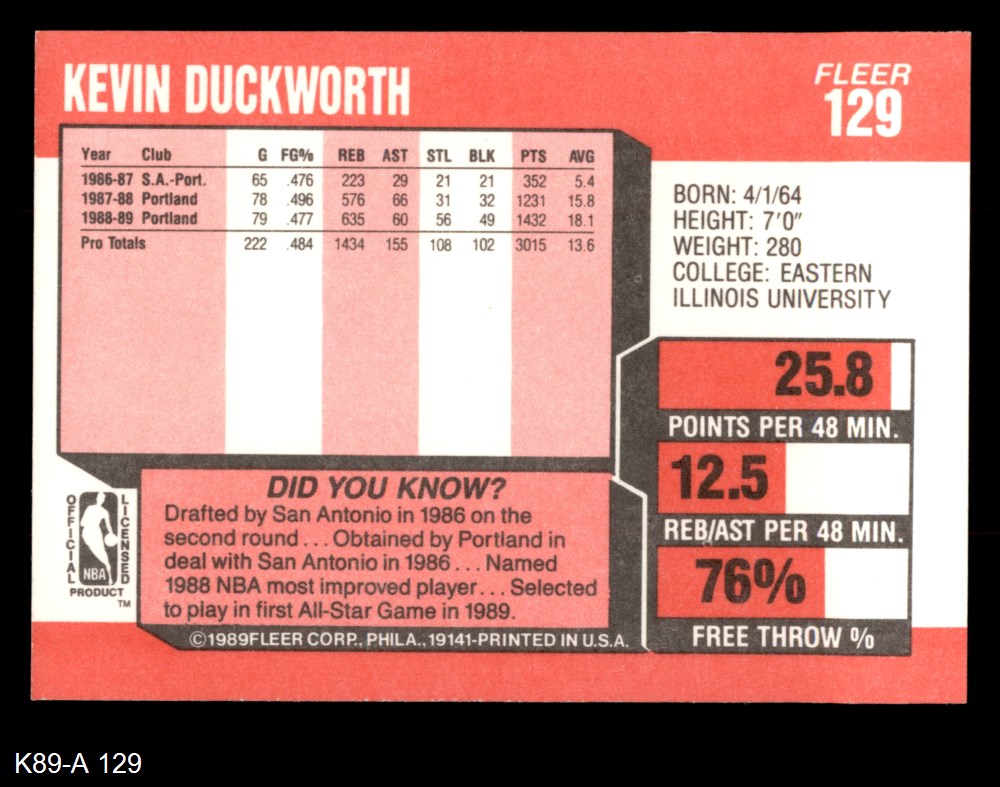 KEVIN DUCKWORTH
FLEER
129
Year Club G FG% REB AST STL BLK PTS AVG
1986-87 S.A.-Port. 65 .476 223 29 21 21 352 5.4
1987-88 Portland 78 .496 576 66 31 32 1231 15.8
1988-89 Portland 79 .477 635 60 56 49 1432 18.1
Pro Totals 222 .484 1434 155 108 102 3015 13.6
BORN: 4/1/64
HEIGHT: 7'0"
WEIGHT: 280
COLLEGE: EASTERN
ILLINOIS UNIVERSITY
25.8
POINTS PER 48 MIN.
12.5
REB/AST PER 48 MIN.
76%
FREE THROW %
DID YOU KNOW?
Drafted by San Antonio in 1986 on the
second round...Obtained by Portland in
deal with San Antonio in 1986...Named
1988 NBA most improved player...Selected
to play in first All-Star Game in 1989.
OFFICIAL
LICENSED
NBA
PRODUCT
TM
©1989FLEER CORP., PHILA., 19141-PRINTED IN U.S.A.
K89-A 129